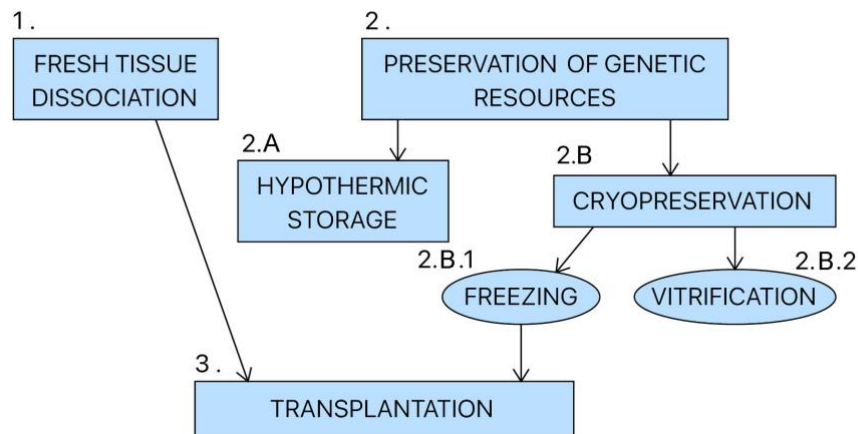 1.
FRESH TISSUE
DISSOCIATION
2.
PRESERVATION OF GENETIC
RESOURCES
2.A
HYPOTHERMIC
STORAGE
2.B
CRYOPRESERVATION
2.B.1
FREEZING
2.B.2
VITRIFICATION
3.
TRANSPLANTATION